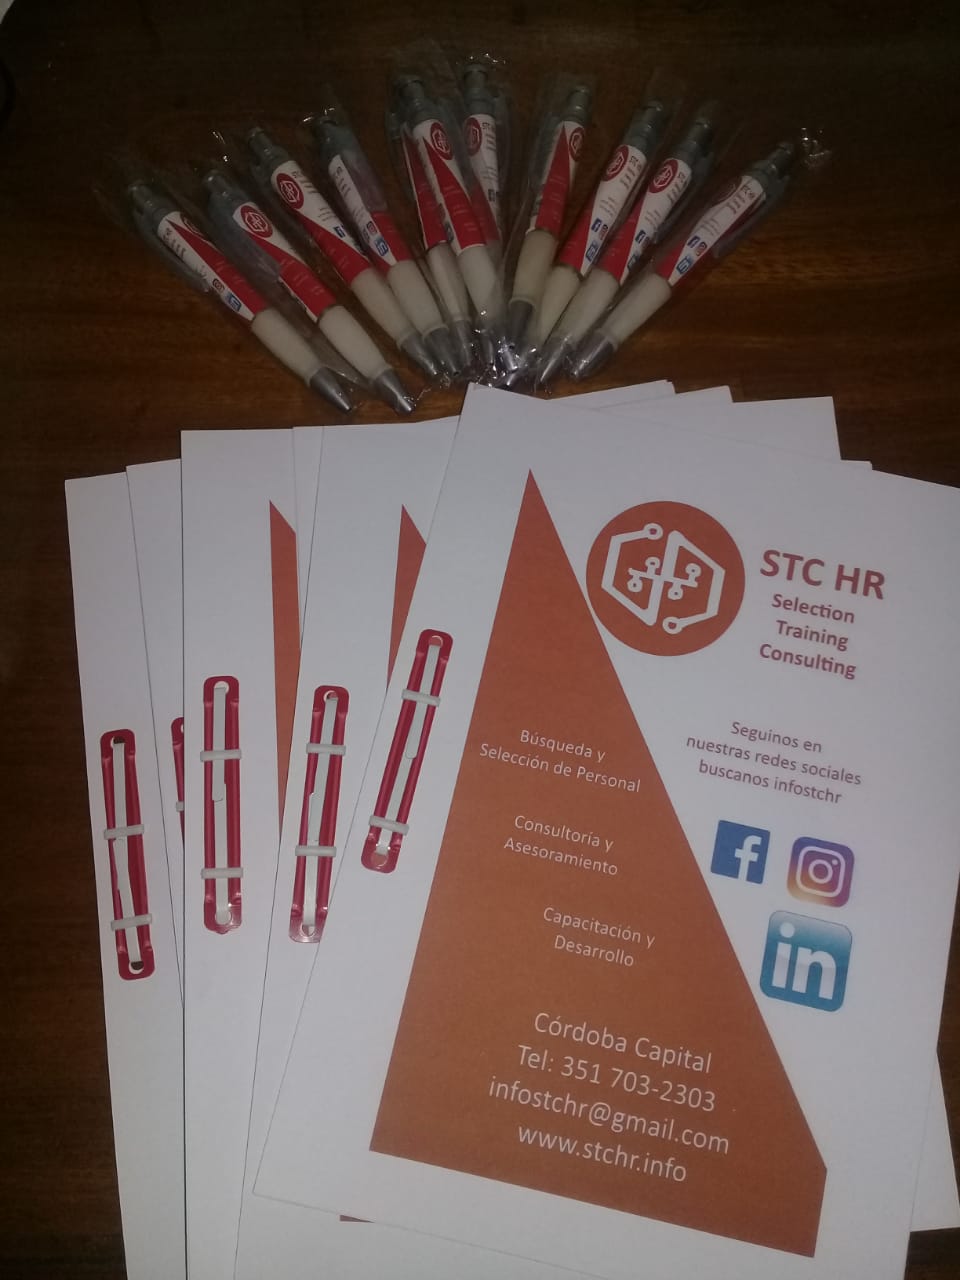 STC HR
Selection
Training
Consulting
Seguinos en
nuestras redes sociales
buscanos infostchr
Búsqueda y
Selección de Personal
Consultoría y
Asesoramiento
Capacitación y
Desarrollo
Córdoba Capital
Tel: 351 703-2303
infostchr@gmail.com
www.stchr.info
f
in